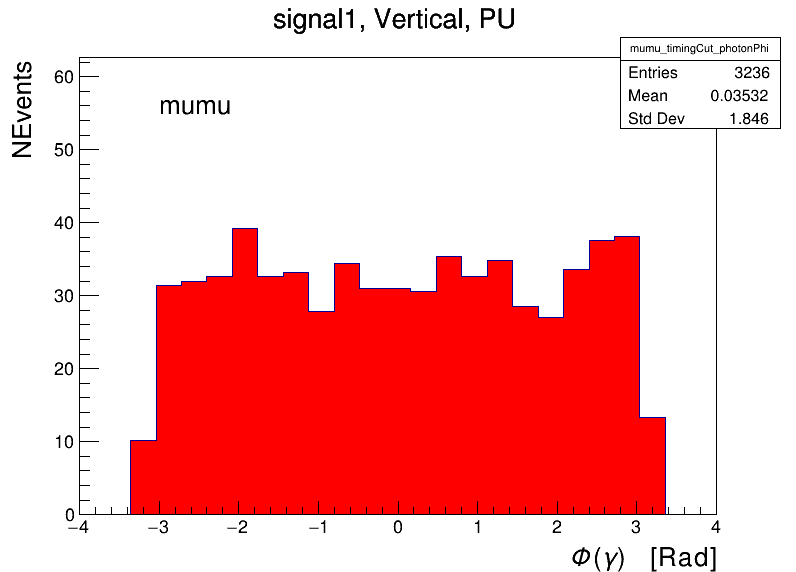 signal1, Vertical, PU
mumu_timingCut_photonPhi
Entries 3236
Mean 0.03532
Std Dev 1.846
NEvents
mumu
60
50
40
30
20
10
0
−4 −3 −2 −1 0 1 2 3 4
Φ(γ) [Rad]